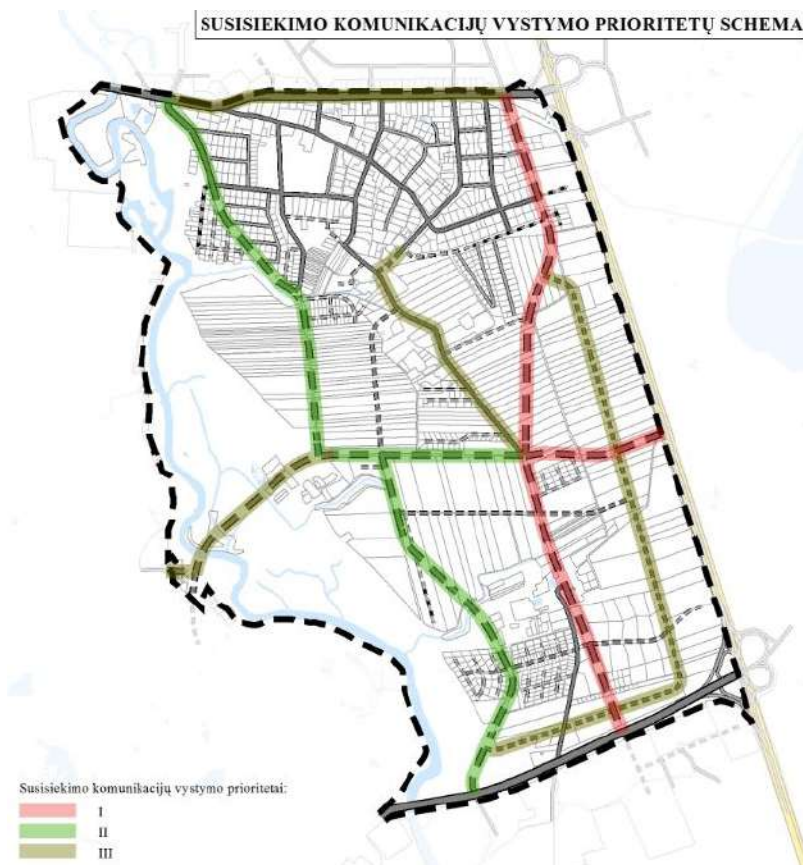 SUSISIEKIMO KOMUNIKACIJŲ VYSTYMO PRIORITETŲ SCHEMA
Susisiekimo komunikacijų vystymo prioritetai:
I
II
III